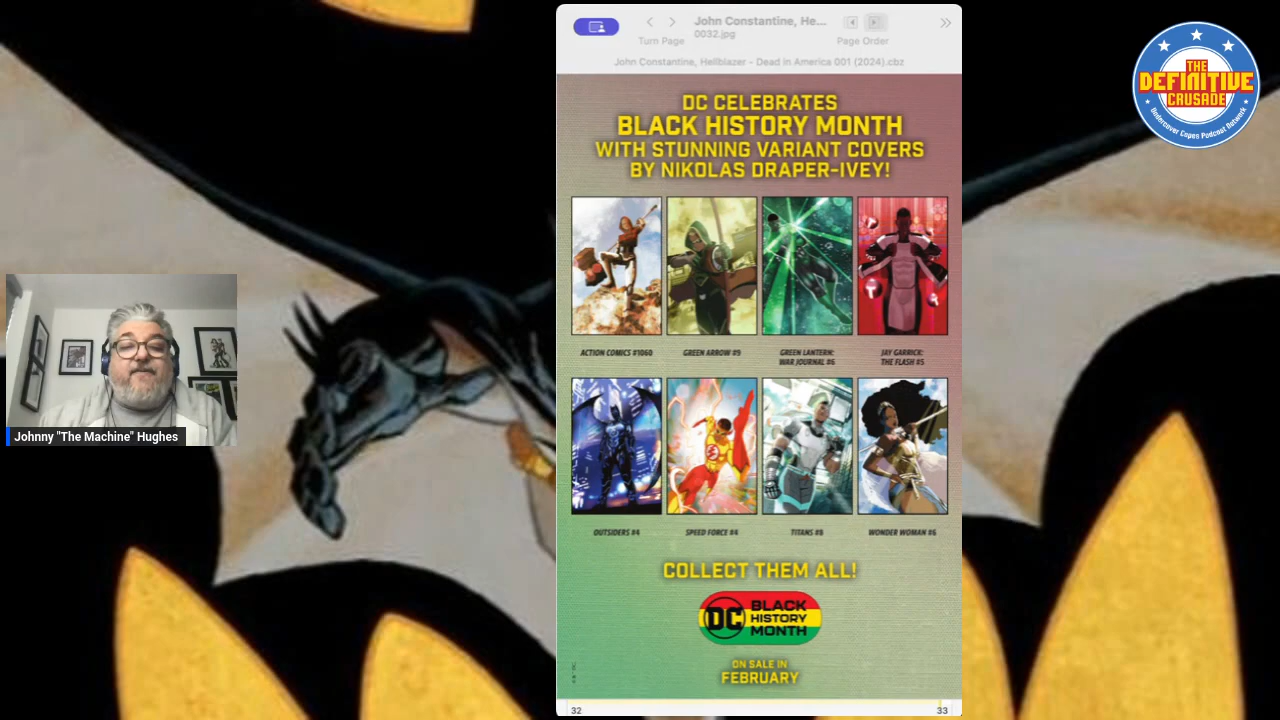 John Constantine, He...
0032.jpg
Turn Page
Page Order
John Constantine, Hellblazer - Dead in America 001 (2024).cbz
THE
DEFINITIVE
CRUSADE
Undercover Capes Podcast Network
DC CELEBRATES
BLACK HISTORY MONTH
WITH STUNNING VARIANT COVERS
BY NIKOLAS DRAPER-IVEY!
ACTION COMICS #1060
GREEN ARROW #9
GREEN LANTERN:
WAR JOURNAL #6
JAY GARRICK:
THE FLASH #5
OUTSIDERS #4
SPEED FORCE #4
TITANS #8
WONDER WOMAN #6
Johnny "The Machine" Hughes
COLLECT THEM ALL!
DC
BLACK
HISTORY
MONTH
ON SALE IN
FEBRUARY
32
33